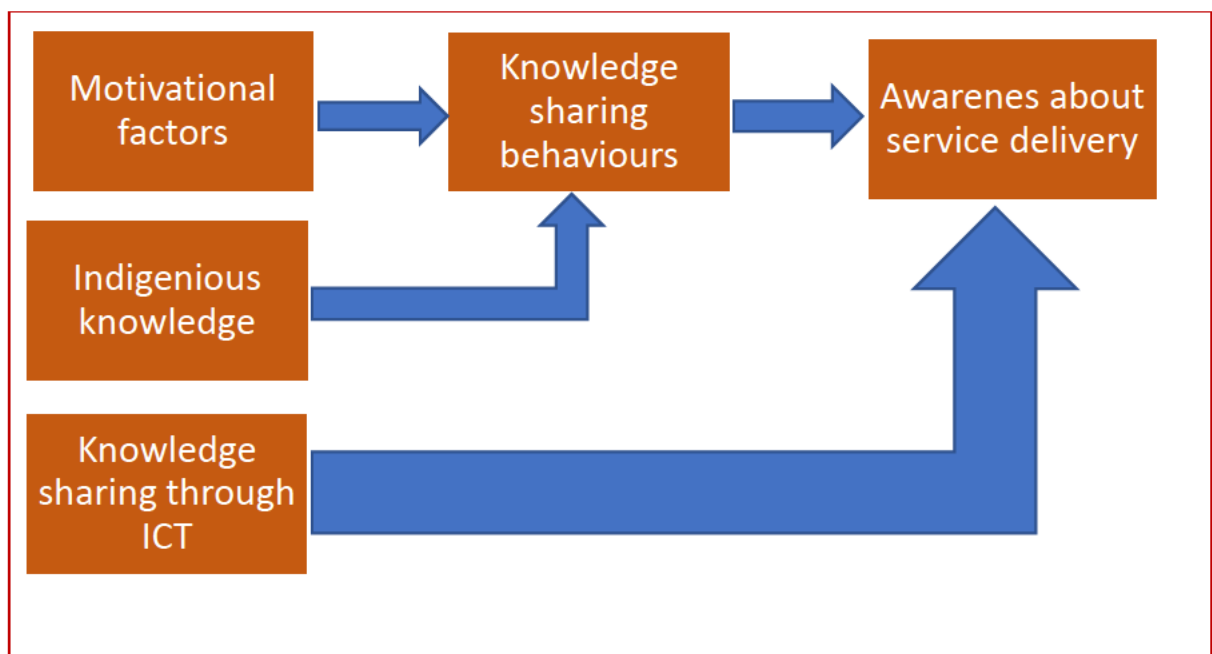 Motivational
factors
Knowledge
sharing
behaviours
Awarenes about
service delivery
Indigenious
knowledge
Knowledge
sharing through
ICT